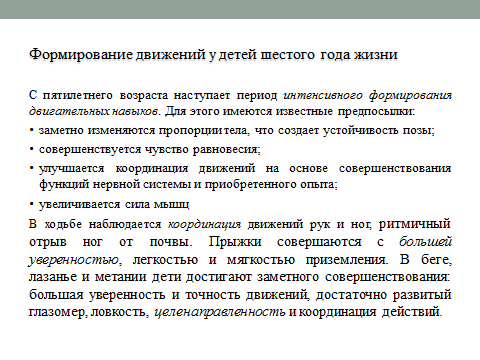 Формирование движений у детей шестого года жизни
С пятилетнего возраста наступает период интенсивного формирования
двигательных навыков. Для этого имеются известные предпосылки:
• заметно изменяются пропорции тела, что создает устойчивость позы;
• совершенствуется чувство равновесия;
• улучшается координация движений на основе совершенствования
функций нервной системы и приобретенного опыта;
• увеличивается сила мышц
В ходьбе наблюдается координация движений рук и ног, ритмичный
отрыв ног от почвы. Прыжки совершаются с большей
уверенностью, легкостью и мягкостью приземления. В беге,
лазанье и метании дети достигают заметного совершенствования:
большая уверенность и точность движений, достаточно развитый
глазомер, ловкость, целенаправленность и координация действий.